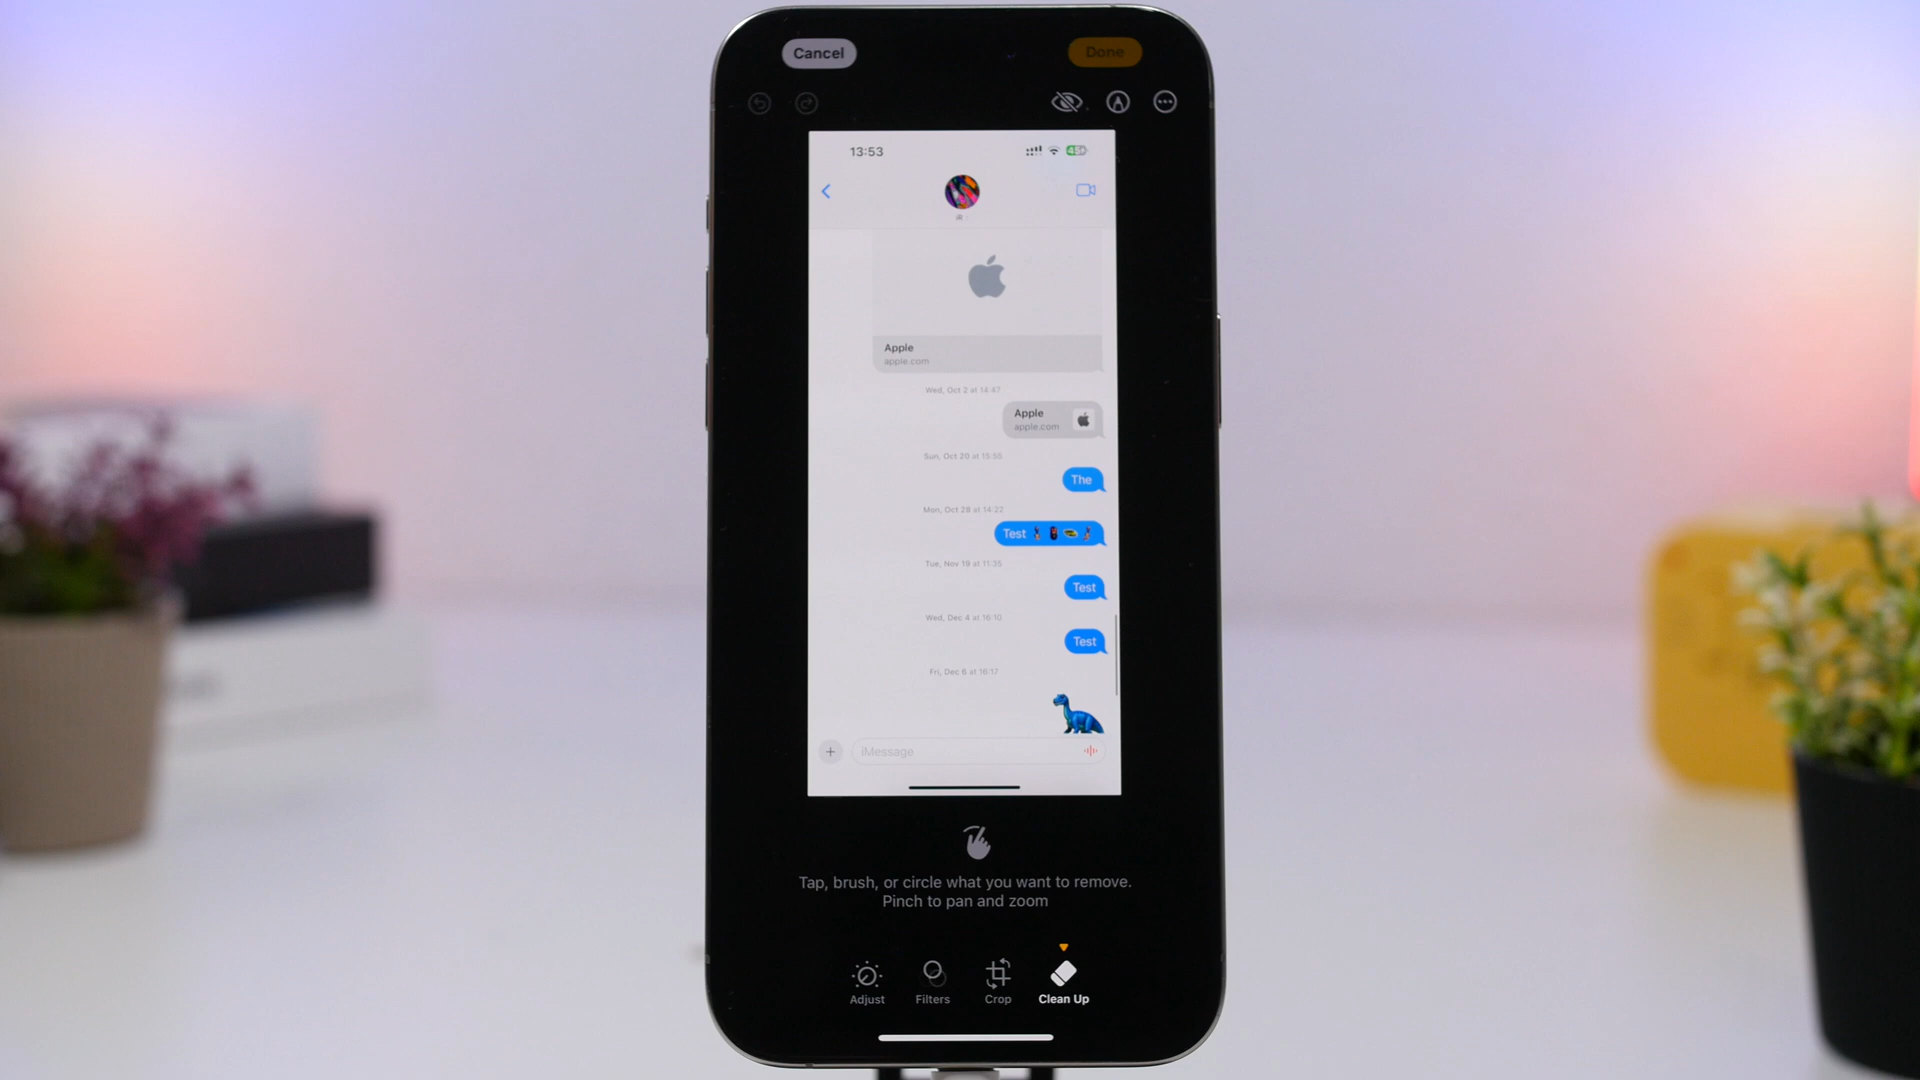 Cancel
Done
13:53
45+
Apple
apple.com
Wed, Oct 2 at 14:47
Apple
apple.com
Sun, Oct 20 at 15:55
The
Mon, Oct 28 at 14:22
Test
Tue, Nov 19 at 11:35
Test
Wed, Dec 4 at 16:10
Test
Fri, Dec 6 at 16:17
iMessage
Tap, brush, or circle what you want to remove.
Pinch to pan and zoom
Adjust
Filters
Crop
Clean Up